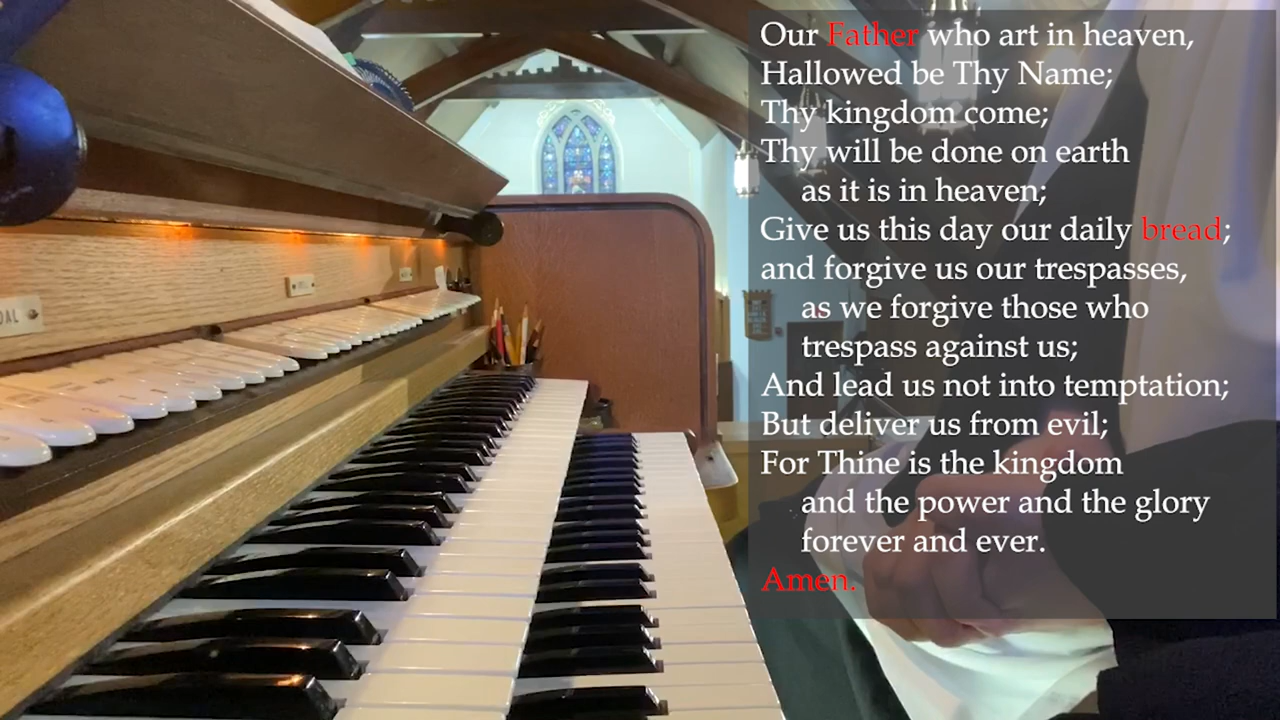 Our Father who art in heaven,
Hallowed be Thy Name;
Thy kingdom come;
Thy will be done on earth
as it is in heaven;
Give us this day our daily bread;
and forgive us our trespasses,
as we forgive those who
trespass against us;
And lead us not into temptation;
But deliver us from evil;
For Thine is the kingdom
and the power and the glory
forever and ever.
Amen.